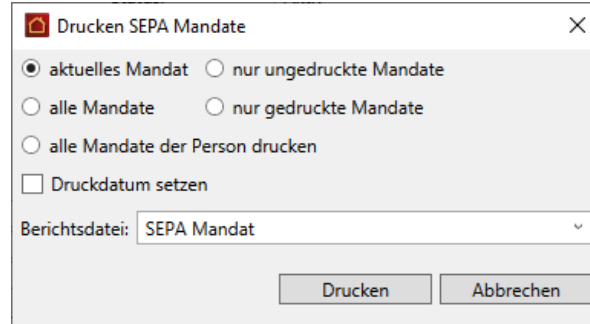 Drucken SEPA Mandate
aktuelles Mandat nur ungedruckte Mandate
alle Mandate nur gedruckte Mandate
alle Mandate der Person drucken
Druckdatum setzen
Berichtsdatei: SEPA Mandat
Drucken Abbrechen